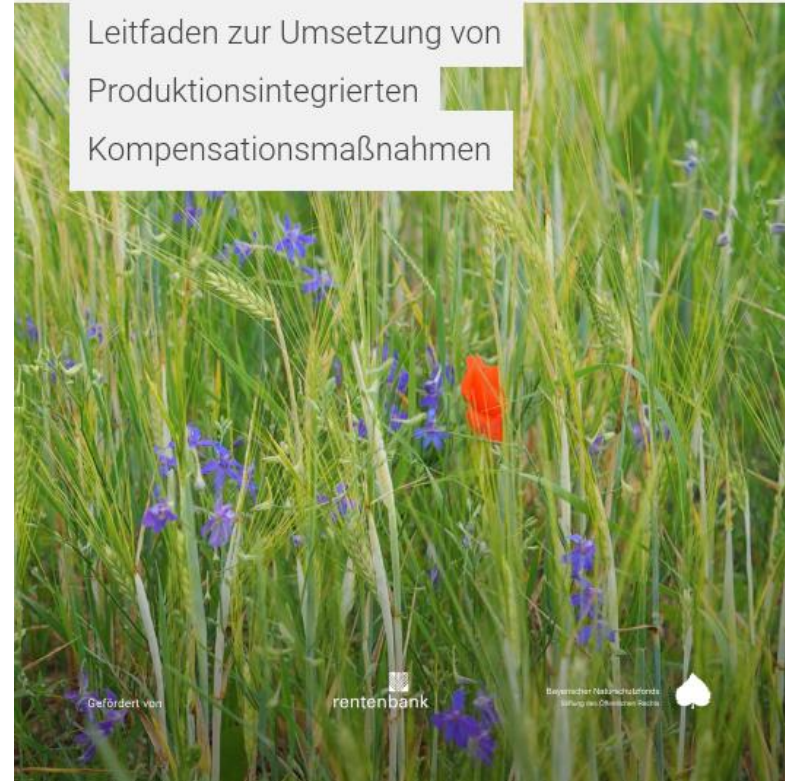 Leitfaden zur Umsetzung von
Produktionsintegrierten
Kompensationsmaßnahmen
Gefördert von
rentenbank
Bayerischer Naturschutzfonds
Stiftung des Öffentlichen Rechts